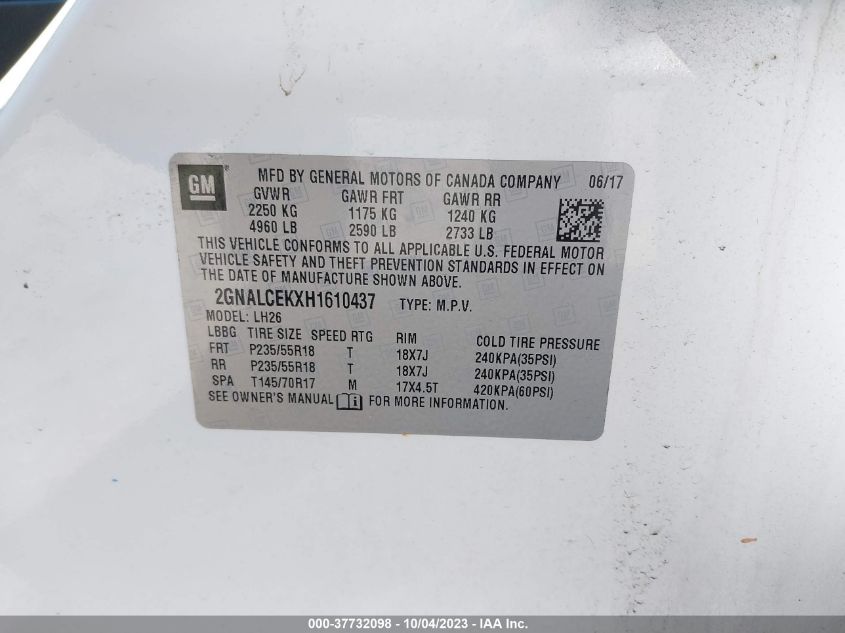 GM ®
MFD BY GENERAL MOTORS OF CANADA COMPANY 06/17
GVWR GAWR FRT GAWR RR
2250 KG 1175 KG 1240 KG
4960 LB 2590 LB 2733 LB
THIS VEHICLE CONFORMS TO ALL APPLICABLE U.S. FEDERAL MOTOR
VEHICLE SAFETY AND THEFT PREVENTION STANDARDS IN EFFECT ON
THE DATE OF MANUFACTURE SHOWN ABOVE.
2GNALCEKXH1610437 TYPE: M.P.V.
MODEL: LH26
LBBG TIRE SIZE SPEED RTG RIM COLD TIRE PRESSURE
FRT P235/55R18 T 18X7J 240KPA(35PSI)
RR P235/55R18 T 18X7J 240KPA(35PSI)
SPA T145/70R17 M 17X4.5T 420KPA(60PSI)
SEE OWNER'S MANUAL FOR MORE INFORMATION.
000-37732098 - 10/04/2023 - IAA Inc.